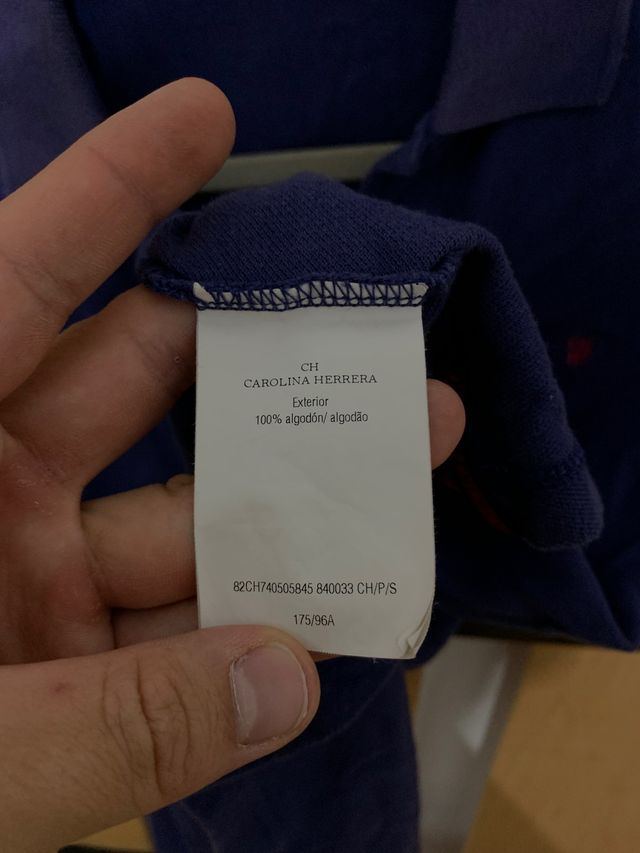 CH
CAROLINA HERRERA
Exterior
100% algodón/ algodão
82CH740505845 840033 CH/P/S
175/96A